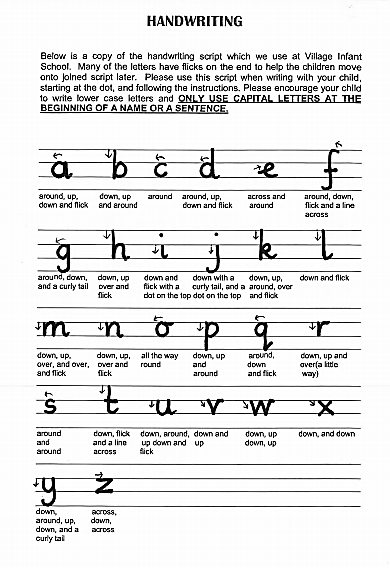 HANDWRITING
Below is a copy of the handwriting script which we use at Village Infant
School. Many of the letters have flicks on the end to help the children move
onto joined script later. Please use this script when writing with your child,
starting at the dot, and following the instructions. Please encourage your child
to write lower case letters and ONLY USE CAPITAL LETTERS AT THE
BEGINNING OF A NAME OR A SENTENCE.
a b c d e f
around, up, down, up around around, up, across and around, down,
down and flick and around down and flick around flick and a line
across
g h i j k l
around, down, down, up down and down with a down, up, down and flick
and a curly tail over and flick with a curly tail, and a around, over
flick dot on the top dot on the top and flick
m n o p q r
down, up, down, up, all the way down, up around, down, up and
over, and over, over and round and down over(a little
and flick flick around and flick way)
s t u v w x
around down, flick down, around, down and down, up down, and down
and and a line up down and up down, up
around across flick
y z
down, across,
around, up, down,
down, and a across
curly tail